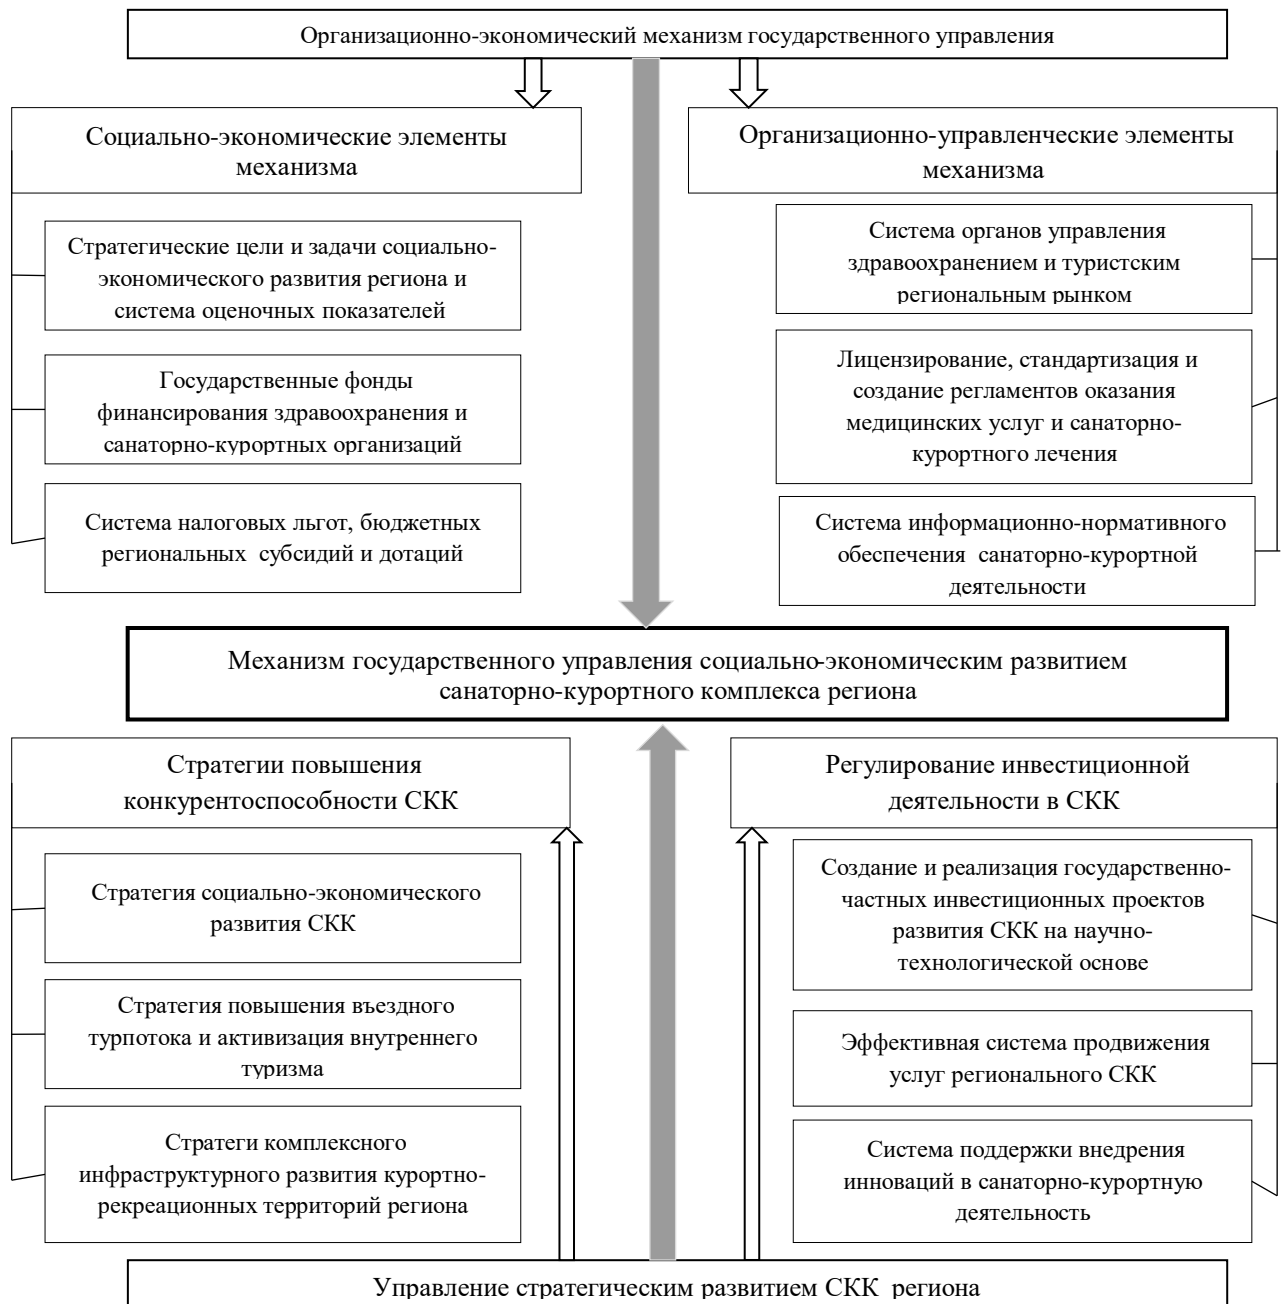 Организационно-экономический механизм государственного управления
Социально-экономические элементы
механизма
Организационно-управленческие элементы
механизма
Стратегические цели и задачи социально-
экономического развития региона и
система оценочных показателей
Государственные фонды
финансирования здравоохранения и
санаторно-курортных организаций
Система налоговых льгот, бюджетных
региональных субсидий и дотаций
Система органов управления
здравоохранением и туристским
региональным рынком
Лицензирование, стандартизация и
создание регламентов оказания
медицинских услуг и санаторно-
курортного лечения
Система информационно-нормативного
обеспечения санаторно-курортной
деятельности
Механизм государственного управления социально-экономическим развитием
санаторно-курортного комплекса региона
Стратегии повышения
конкурентоспособности СКК
Регулирование инвестиционной
деятельности в СКК
Стратегия социально-экономического
развития СКК
Стратегия повышения въездного
турпотока и активизация внутреннего
туризма
Стратеги комплексного
инфраструктурного развития курортно-
рекреационных территорий региона
Создание и реализация государственно-
частных инвестиционных проектов
развития СКК на научно-
технологической основе
Эффективная система продвижения
услуг регионального СКК
Система поддержки внедрения
инноваций в санаторно-курортную
деятельность
Управление стратегическим развитием СКК региона